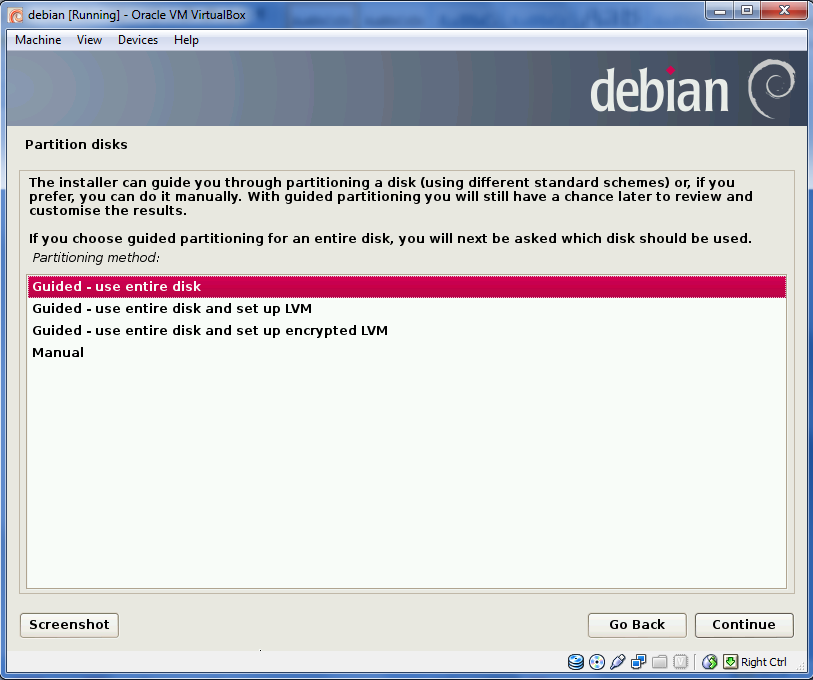 debian [Running] - Oracle VM VirtualBox
Machine View Devices Help
debian
Partition disks
The installer can guide you through partitioning a disk (using different standard schemes) or, if you
prefer, you can do it manually. With guided partitioning you will still have a chance later to review and
customise the results.
If you choose guided partitioning for an entire disk, you will next be asked which disk should be used.
Partitioning method:
Guided - use entire disk
Guided - use entire disk and set up LVM
Guided - use entire disk and set up encrypted LVM
Manual
Screenshot Go Back Continue
Right Ctrl